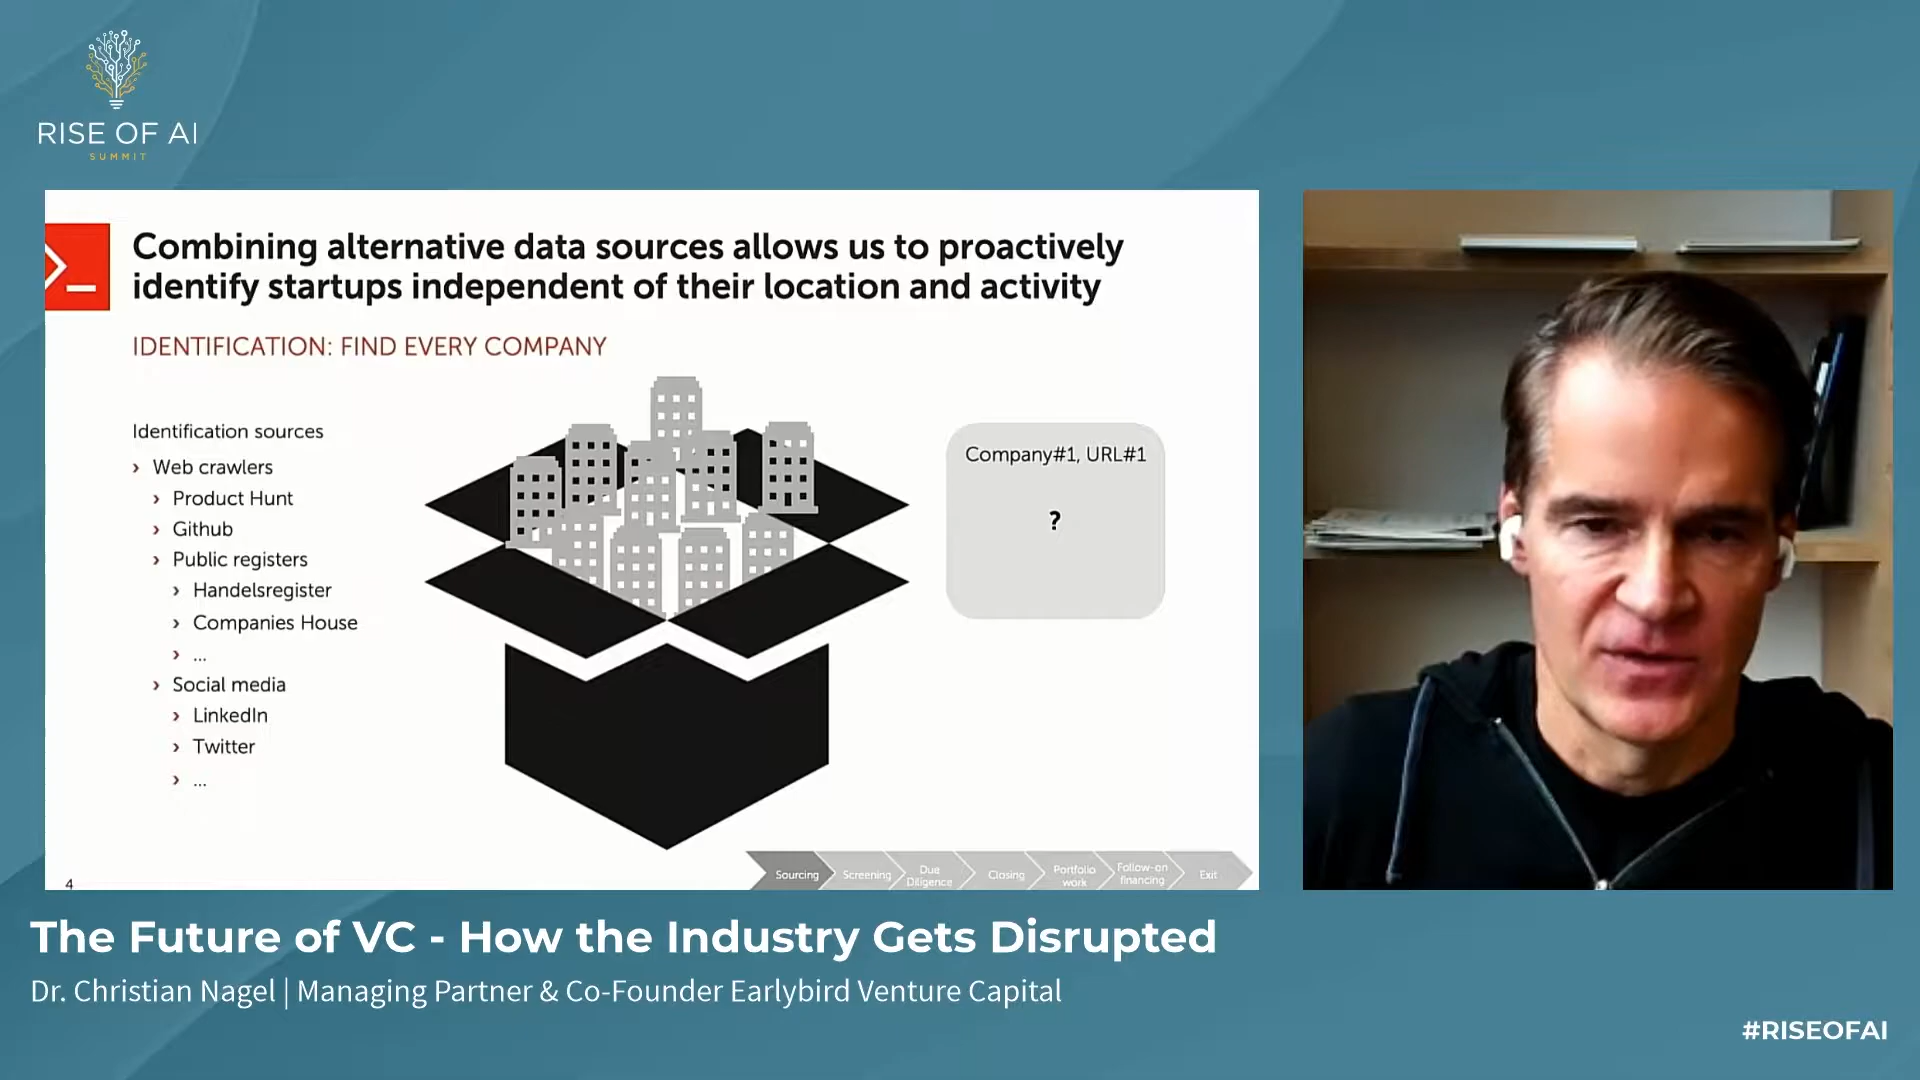 RISE OF AI
SUMMIT
Combining alternative data sources allows us to proactively
identify startups independent of their location and activity
IDENTIFICATION: FIND EVERY COMPANY
Identification sources
› Web crawlers
› Product Hunt
› Github
› Public registers
› Handelsregister
› Companies House
› ...
› Social media
› LinkedIn
› Twitter
› ...
Company#1, URL#1
?
4
Sourcing
Screening
Due
Diligence
Closing
Portfolio
work
Follow-on
financing
Exit
The Future of VC - How the Industry Gets Disrupted
Dr. Christian Nagel | Managing Partner & Co-Founder Earlybird Venture Capital
#RISEOFAI